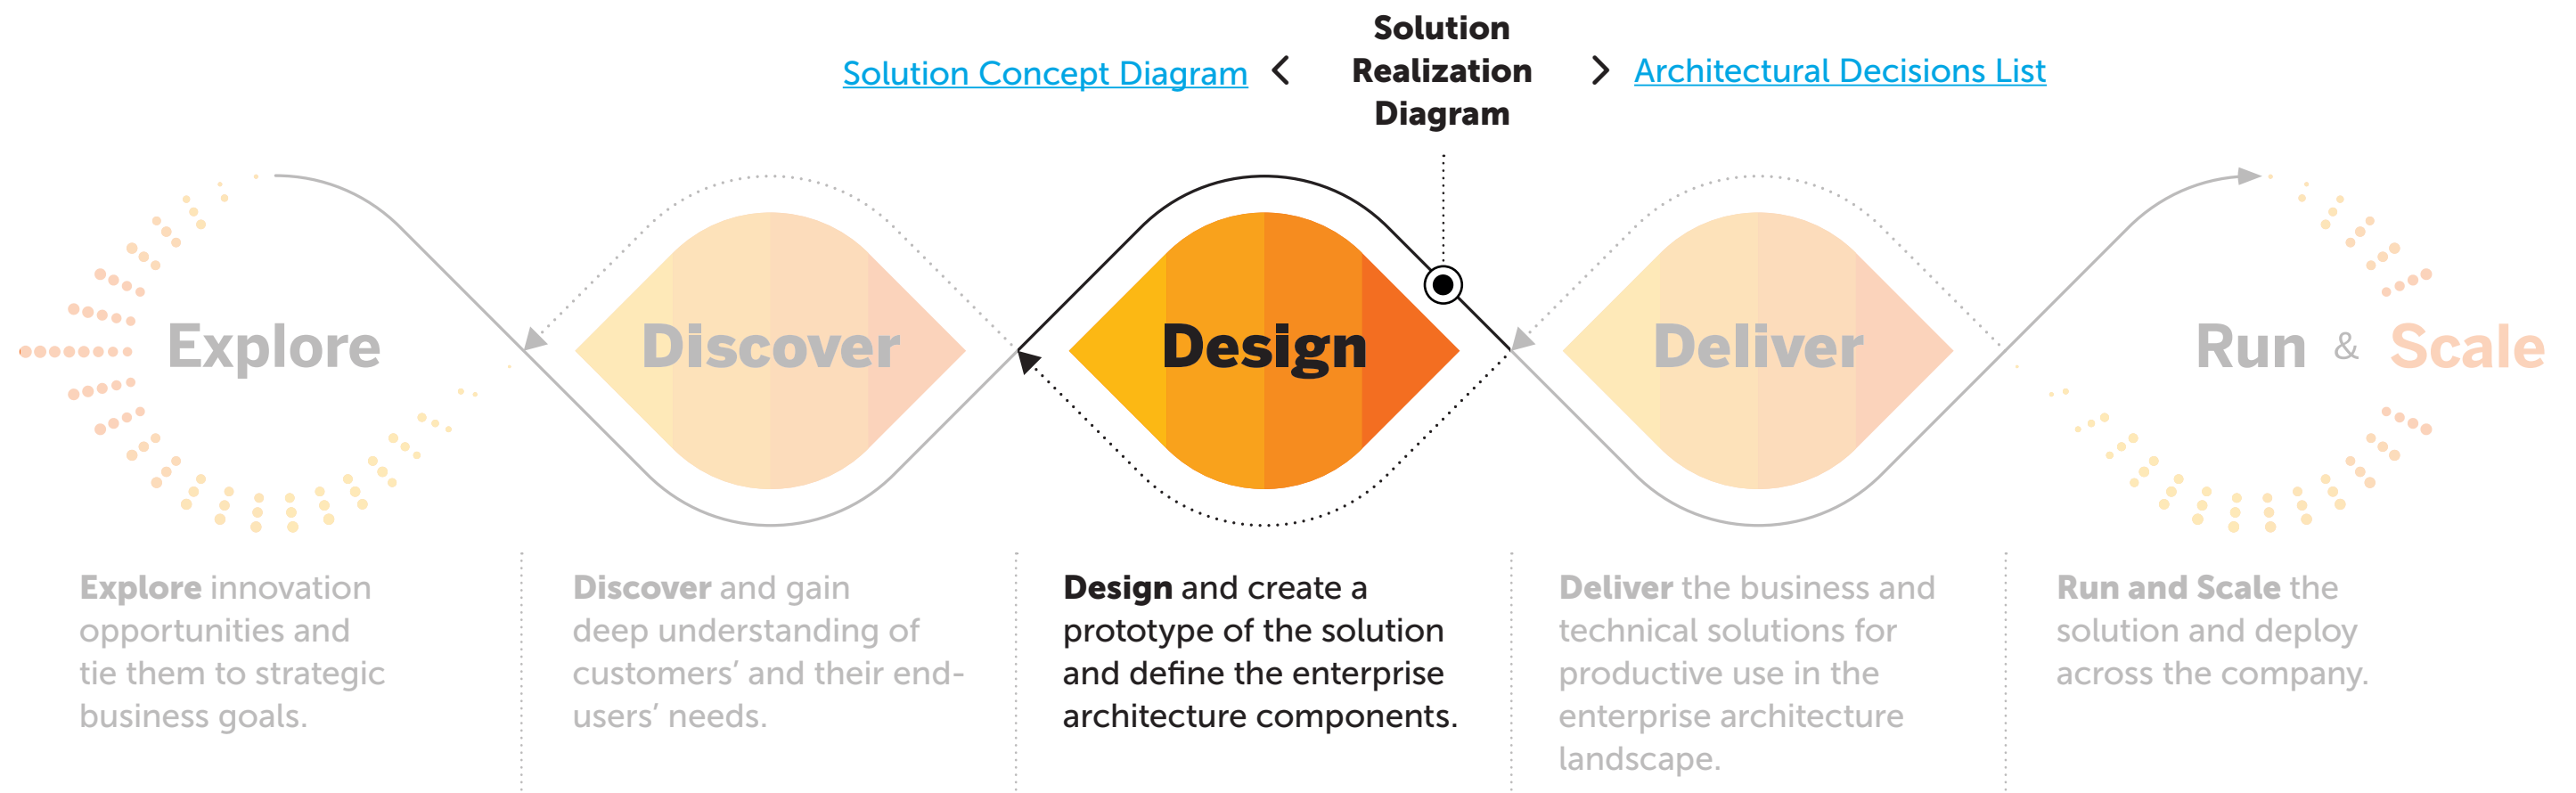 Solution
Realization
Diagram
Solution Concept Diagram <
> Architectural Decisions List
Explore
Discover
Design
Deliver
Run & Scale
Explore innovation
opportunities and
tie them to strategic
business goals.
Discover and gain
deep understanding of
customers’ and their end-
users’ needs.
Design and create a
prototype of the solution
and define the enterprise
architecture components.
Deliver the business and
technical solutions for
productive use in the
enterprise architecture
landscape.
Run and Scale the
solution and deploy
across the company.